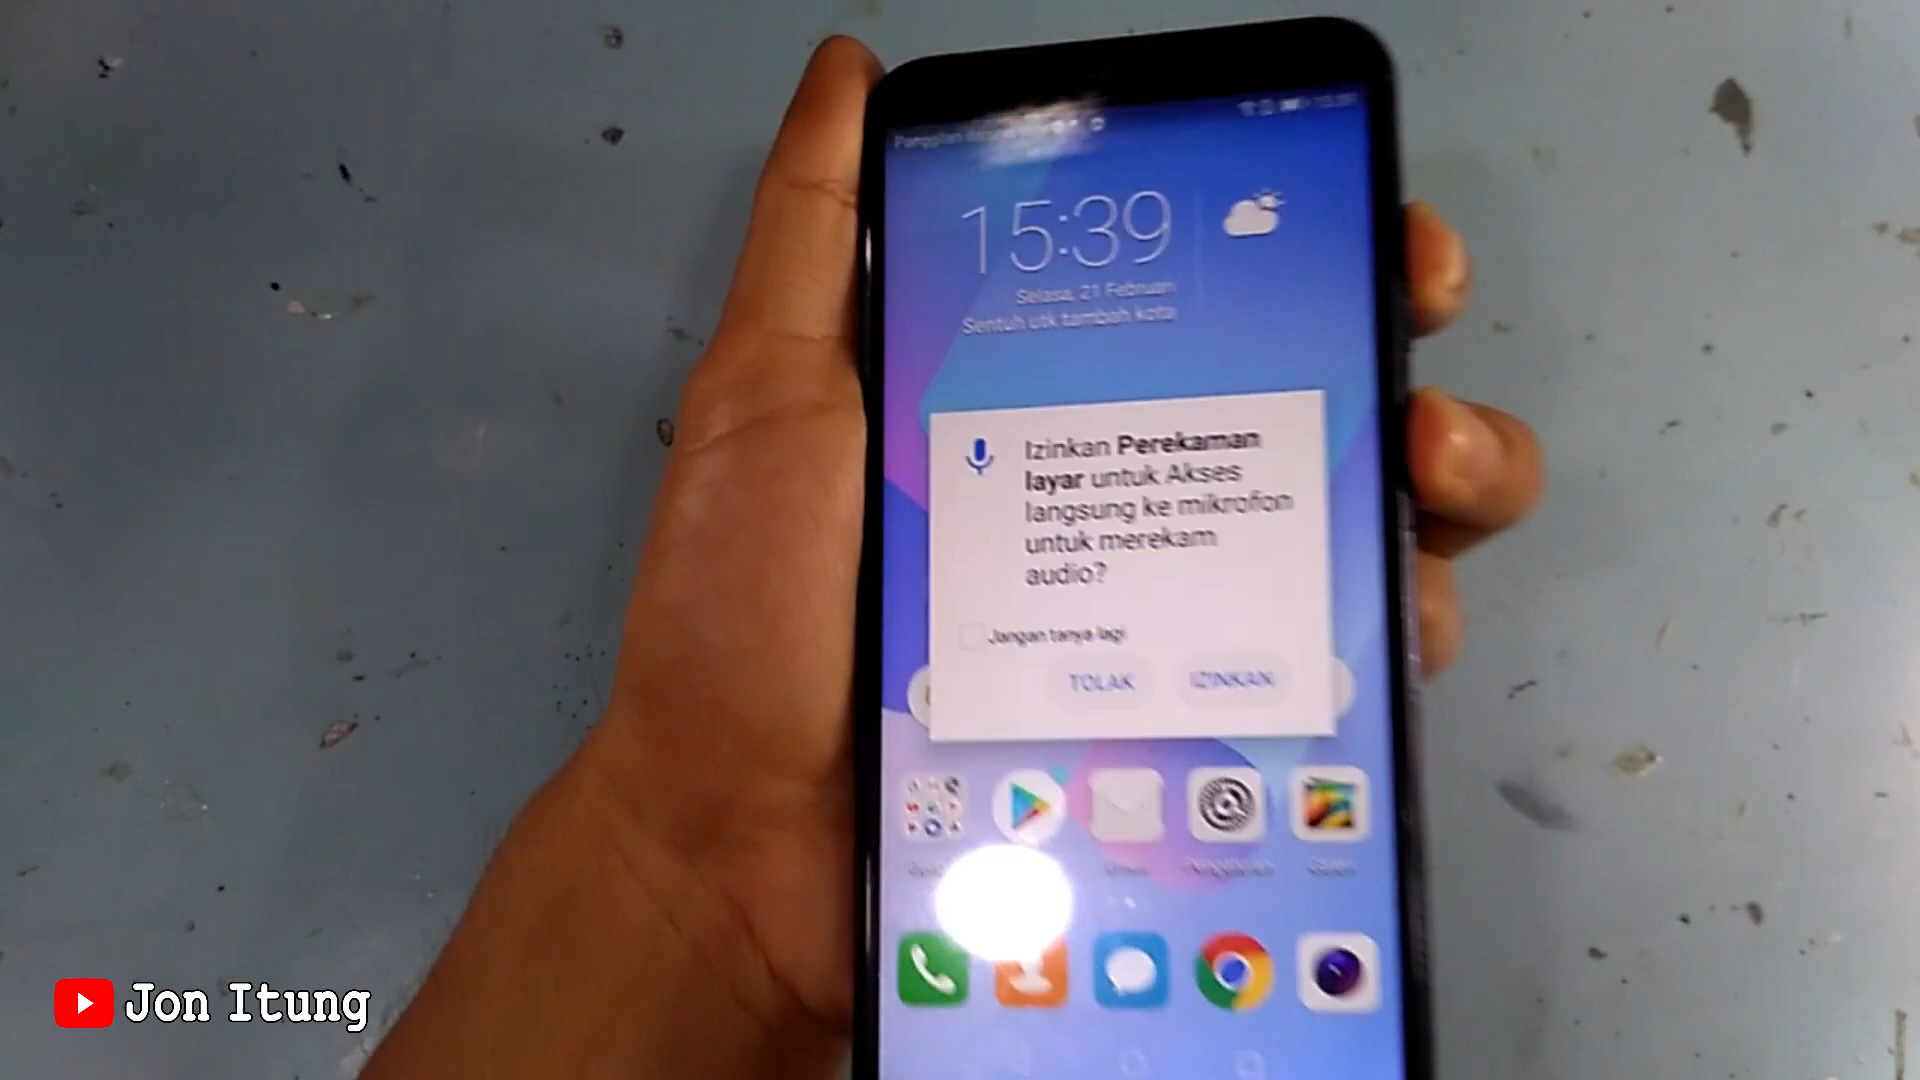 15:39
Selasa, 21 Februari
Sentuh utk tambah kota
Izinkan Perekaman
layar untuk Akses
langsung ke mikrofon
untuk merekam
audio?
Jangan tanya lagi
TOLAK IZINKAN
Jon Itung